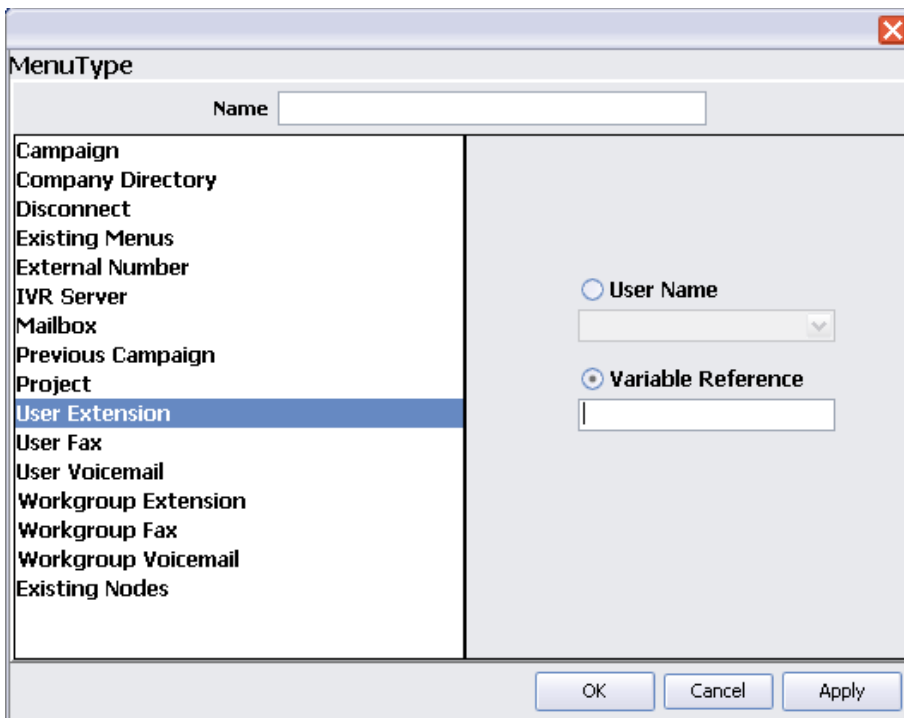 MenuType
Name
Campaign
Company Directory
Disconnect
Existing Menus
External Number
IVR Server
Mailbox
Previous Campaign
Project
User Extension
User Fax
User Voicemail
Workgroup Extension
Workgroup Fax
Workgroup Voicemail
Existing Nodes
User Name
Variable Reference
OK Cancel Apply